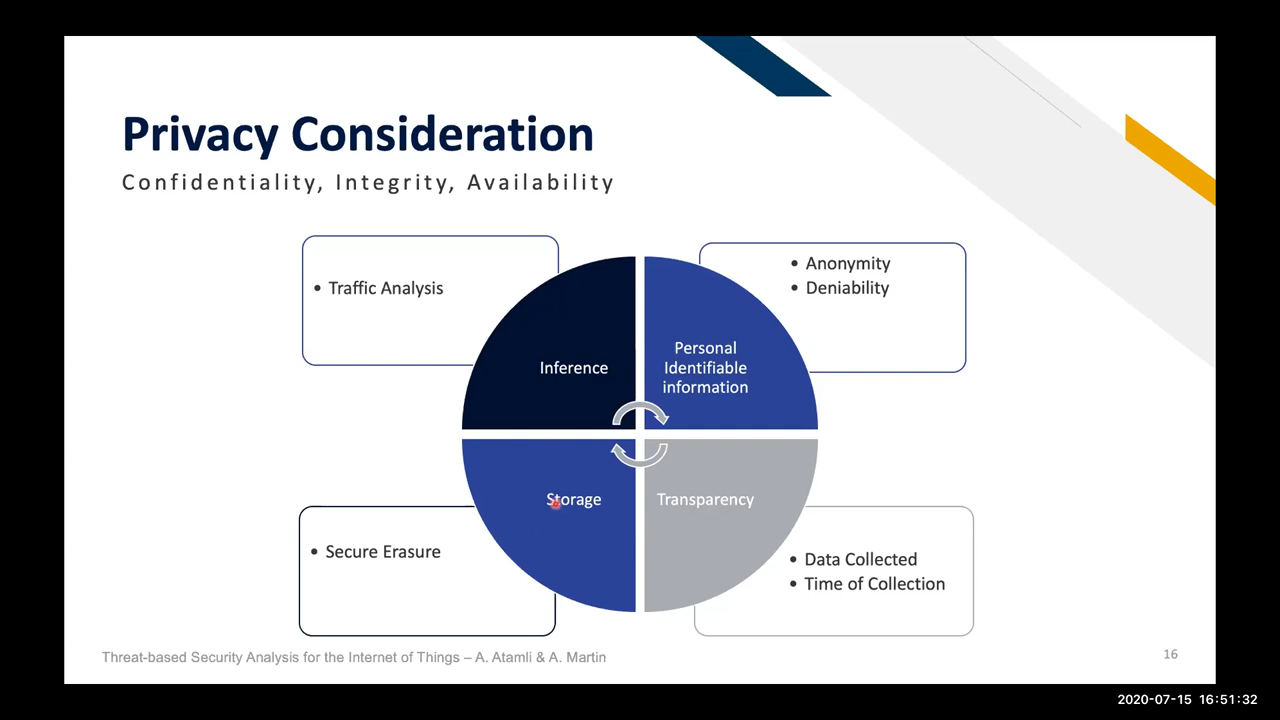 Privacy Consideration
Confidentiality, Integrity, Availability
• Traffic Analysis
• Anonymity
• Deniability
Inference
Personal
Identifiable
information
Storage
Transparency
• Secure Erasure
• Data Collected
• Time of Collection
Threat-based Security Analysis for the Internet of Things – A. Atamli & A. Martin
16
2020-07-15 16:51:32